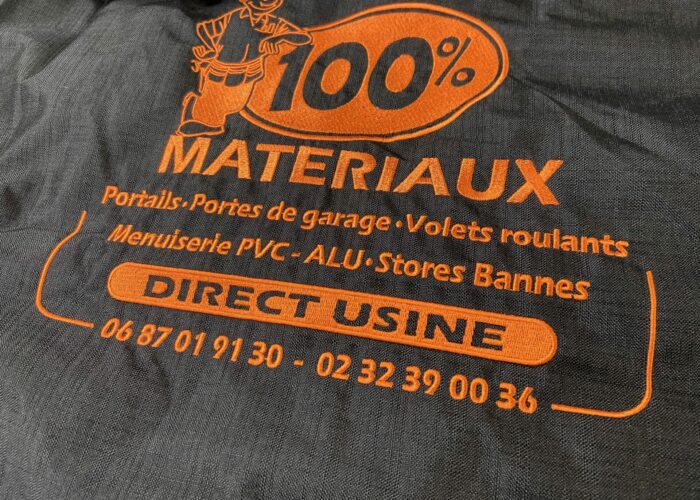 100%
MATERIAUX
Portails·Portes de garage·Volets roulants
Menuiserie PVC - ALU·Stores Bannes
DIRECT USINE
06 87 01 91 30 - 02 32 39 00 36